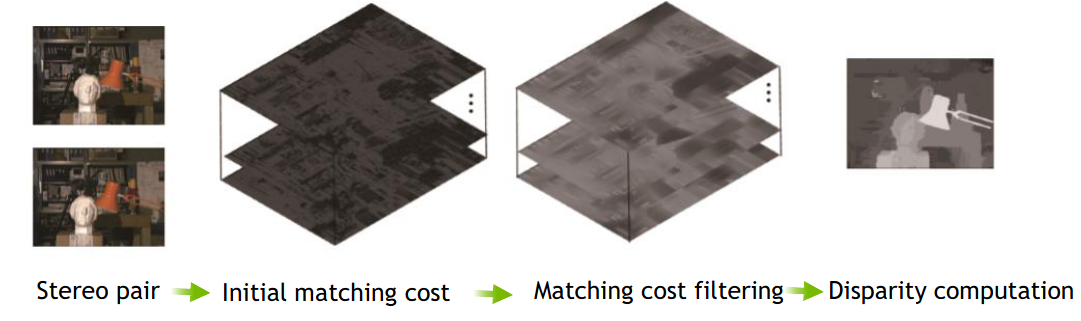 Stereo pair
Initial matching cost
Matching cost filtering
Disparity computation